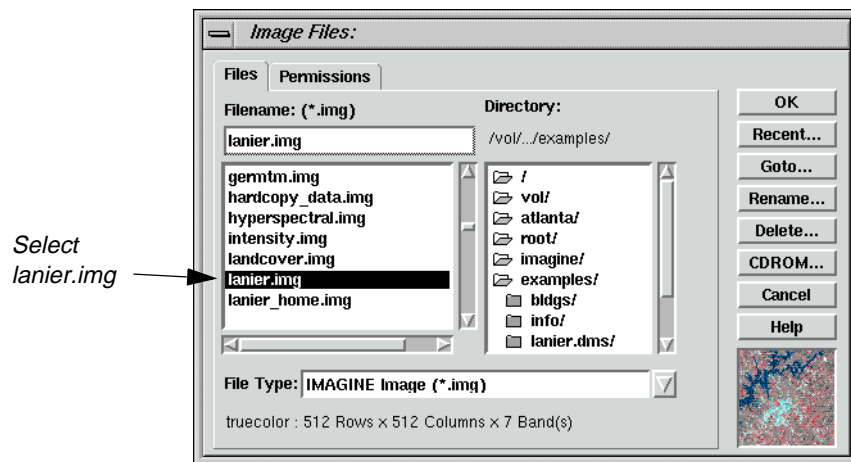 Image Files:
Files
Permissions
Filename: (*.img)
lanier.img
germtm.img
hardcopy_data.img
hyperspectral.img
intensity.img
landcover.img
lanier.img
lanier_home.img
Directory:
/vol/.../examples/
/
vol/
atlanta/
root/
imagine/
examples/
bldgs/
info/
lanier.dms/
File Type: IMAGINE Image (*.img)
truecolor : 512 Rows x 512 Columns x 7 Band(s)
OK
Recent...
Goto...
Rename...
Delete...
CDROM...
Cancel
Help
Select
lanier.img